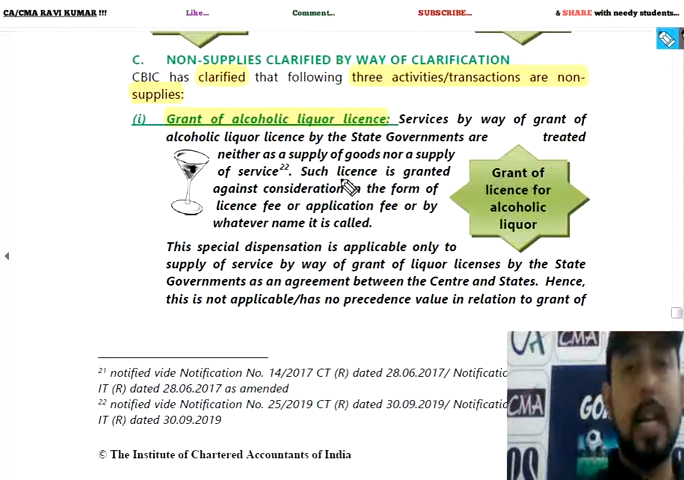 CA/CMA RAVI KUMAR !!! Like... Comment... SUBSCRIBE... & SHARE with needy students...
C. NON-SUPPLIES CLARIFIED BY WAY OF CLARIFICATION
CBIC has clarified that following three activities/transactions are non-
supplies:
(i) Grant of alcoholic liquor licence: Services by way of grant of
alcoholic liquor licence by the State Governments are treated
neither as a supply of goods nor a supply
of service22. Such licence is granted
against consideration in the form of
licence fee or application fee or by
whatever name it is called.
Grant of
licence for
alcoholic
liquor
This special dispensation is applicable only to
supply of service by way of grant of liquor licenses by the State
Governments as an agreement between the Centre and States. Hence,
this is not applicable/has no precedence value in relation to grant of
21 notified vide Notification No. 14/2017 CT (R) dated 28.06.2017/ Notificatio
IT (R) dated 28.06.2017 as amended
22 notified vide Notification No. 25/2019 CT (R) dated 30.09.2019/ Notificatio
IT (R) dated 30.09.2019
© The Institute of Chartered Accountants of India
CMA
CMA